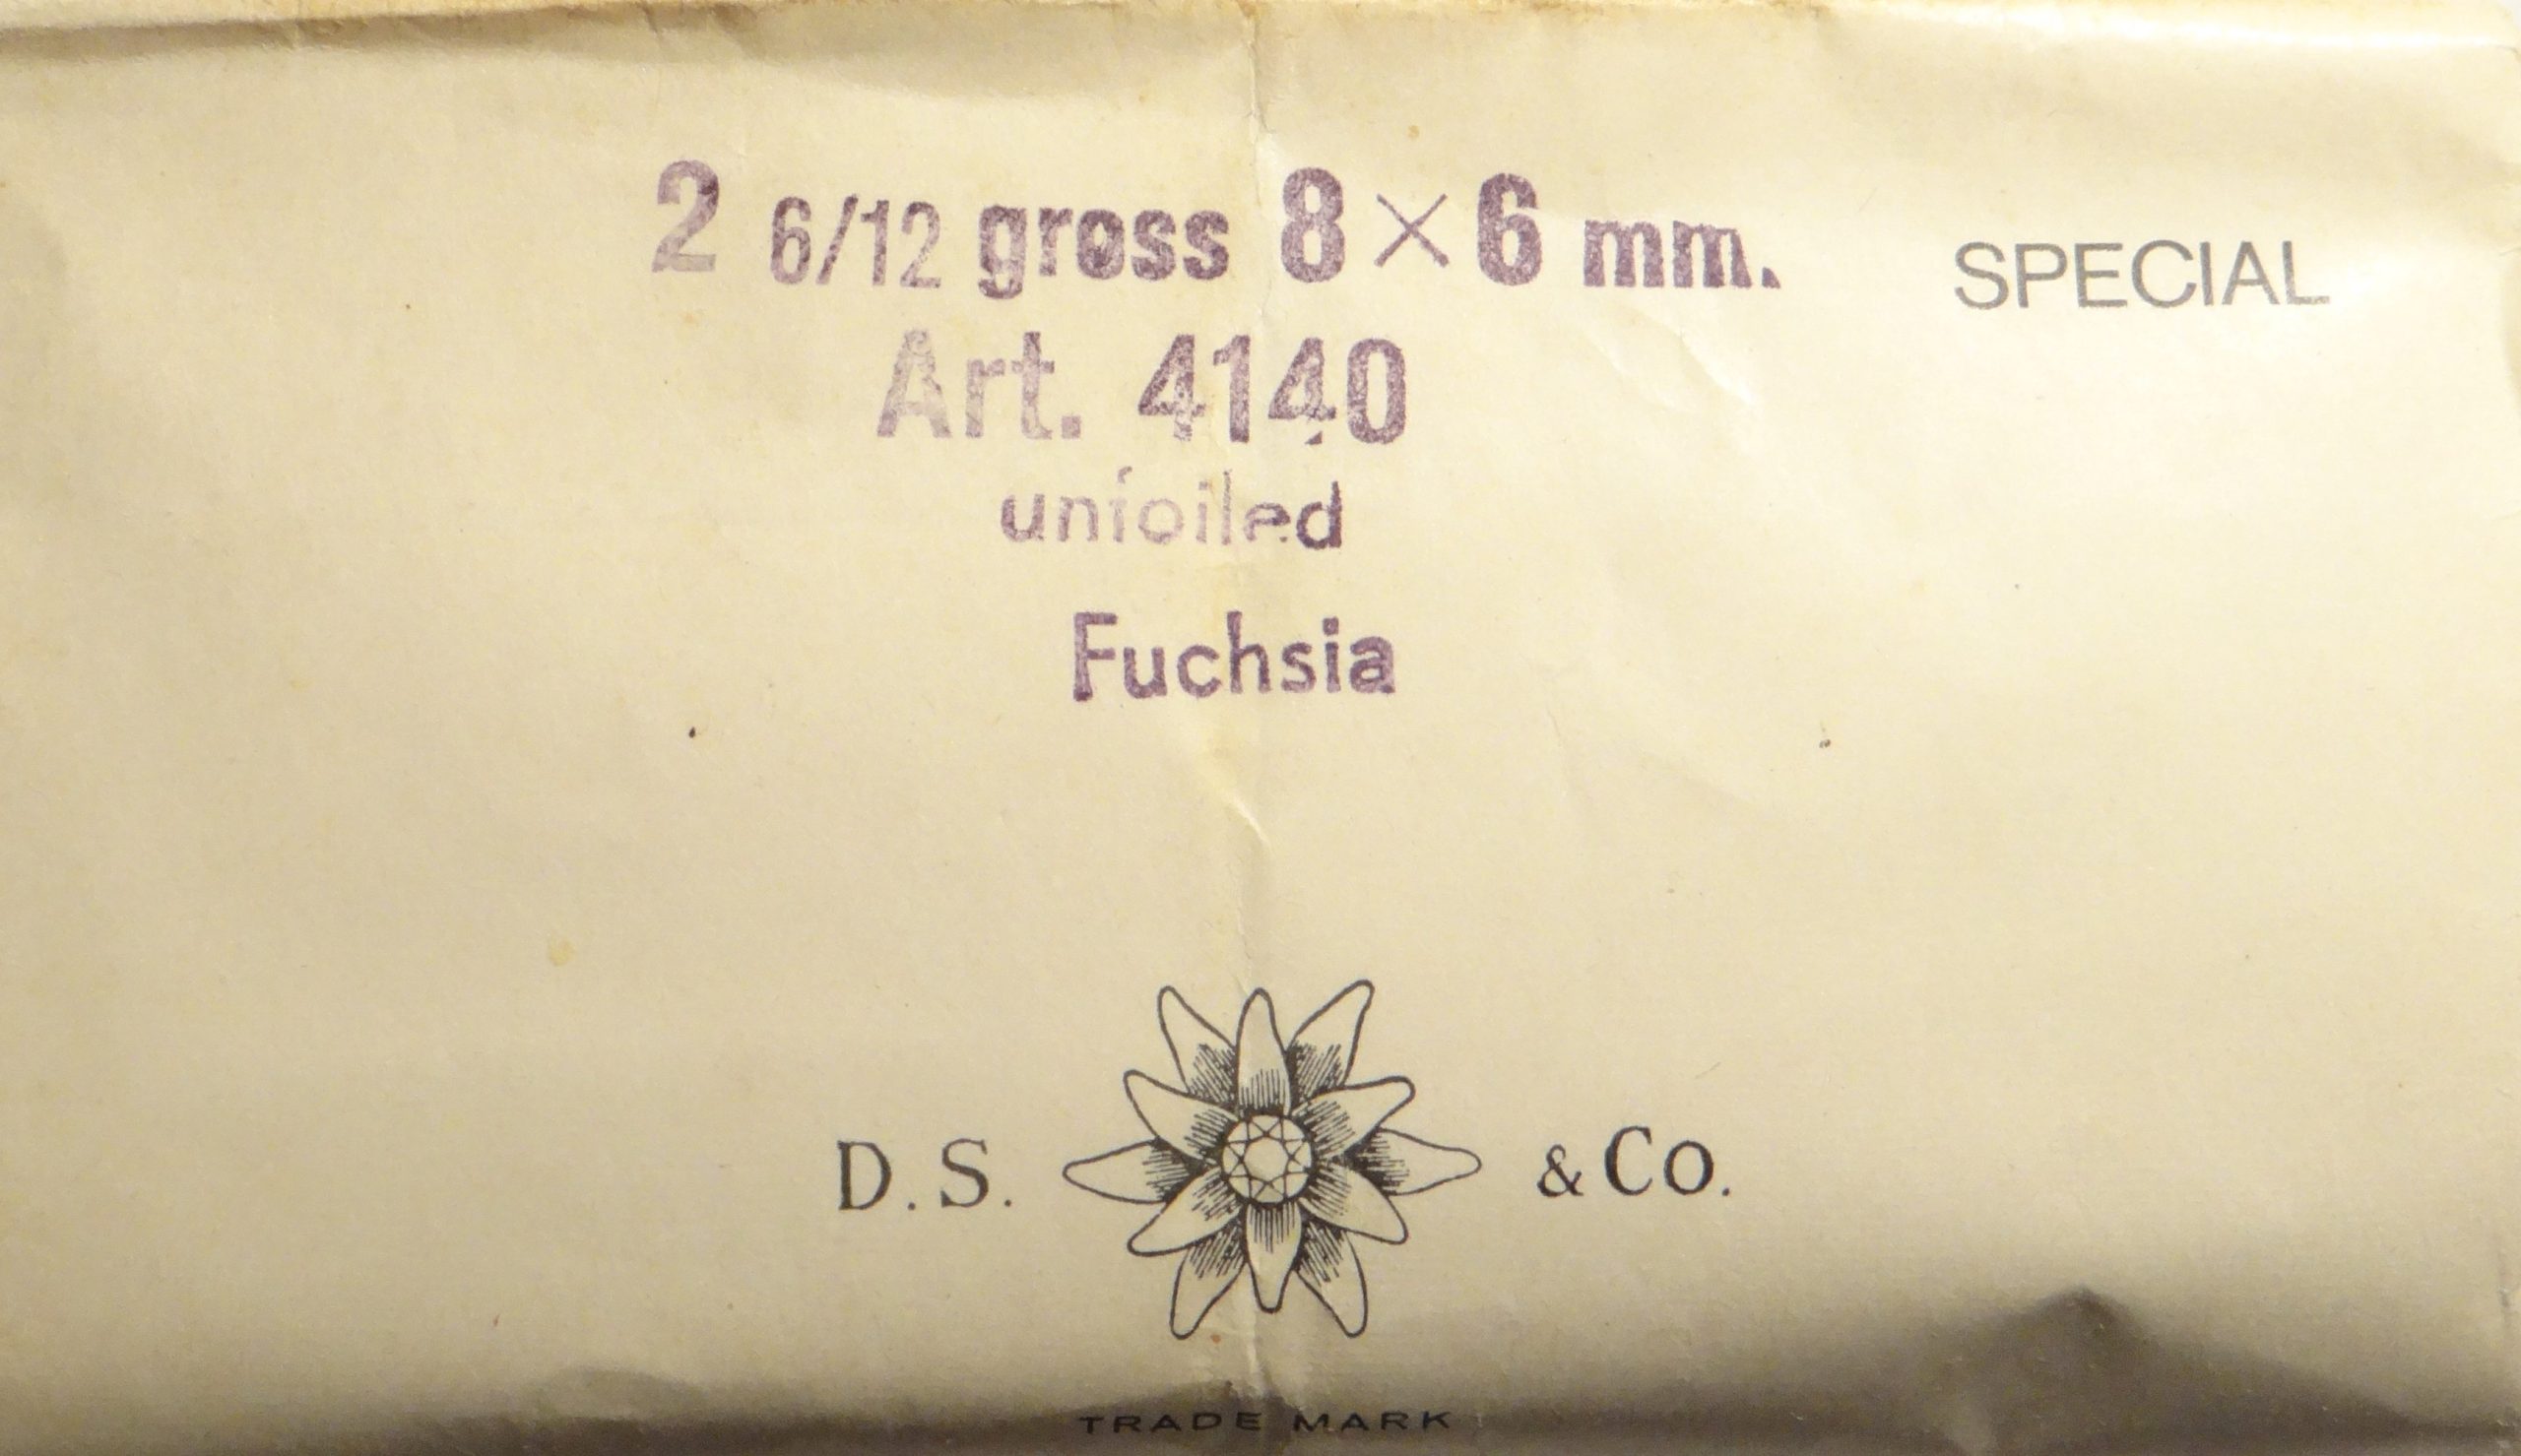 2 6/12 gross 8×6 mm. SPECIAL
Art. 4140
unfoiled
Fuchsia
D.S. & Co.
TRADE MARK